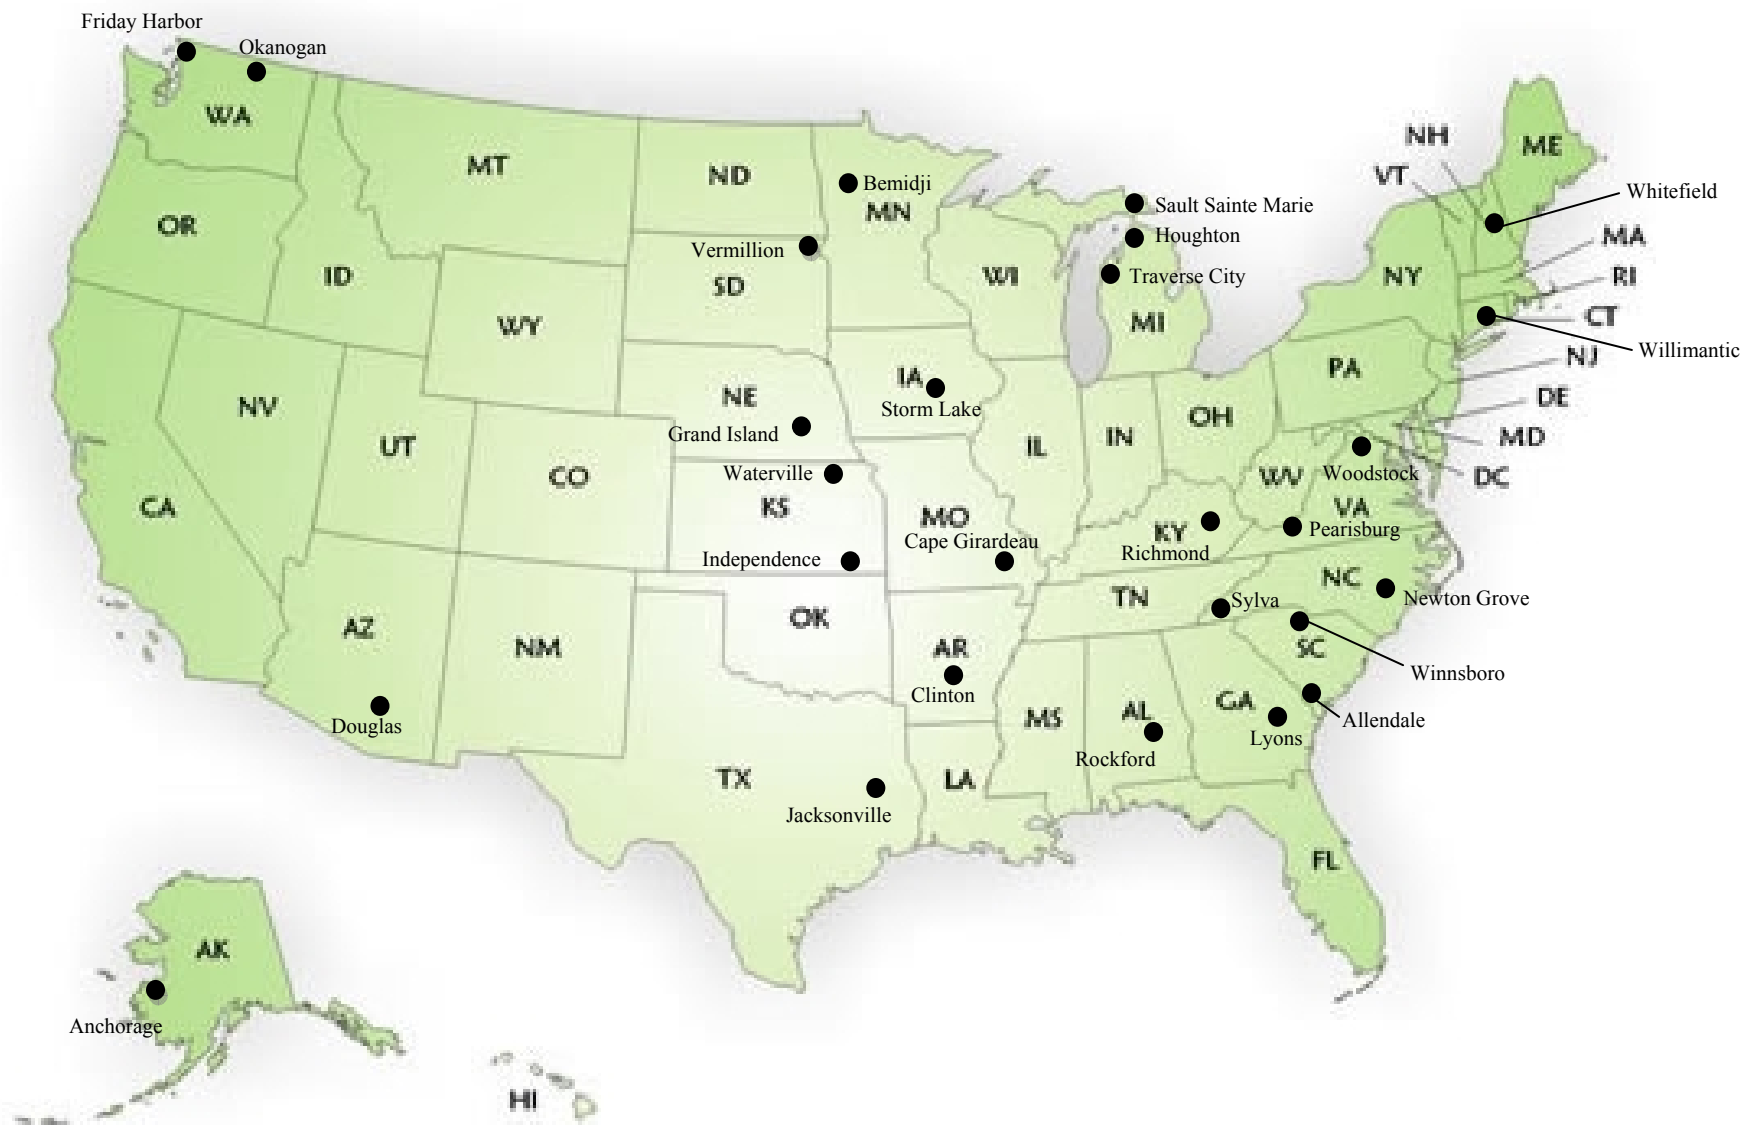 Friday Harbor
Okanogan
WA
MT
ND
Bemidji
MN
NH
VT
ME
Whitefield
Sault Sainte Marie
Houghton
MA
OR
Vermillion
ID
SD
WI
Traverse City
NY
RI
WY
MI
CT
Willimantic
NJ
PA
IA
Storm Lake
NE
NV
DE
OH
Grand Island
UT
IL
IN
MD
Waterville
CO
WV
Woodstock
DC
CA
KS
MO
VA
Cape Girardeau
KY
Richmond
Pearisburg
Independence
NC
TN
Sylva
Newton Grove
OK
AZ
NM
AR
SC
Winnsboro
Clinton
GA
AL
MS
Allendale
Douglas
Lyons
Rockford
TX
LA
Jacksonville
FL
AK
Anchorage
HI